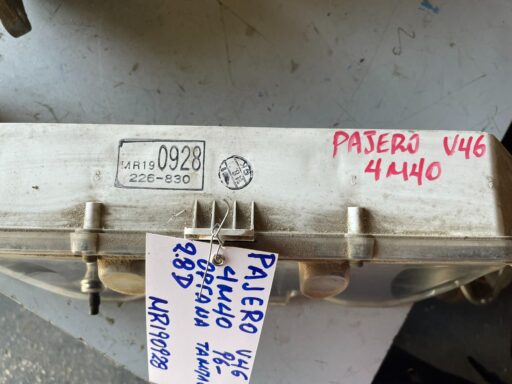 PAJERO V46
4M40
MR190928
226-830
PAJERO V46
4M40 96-
2.8D
MR190928